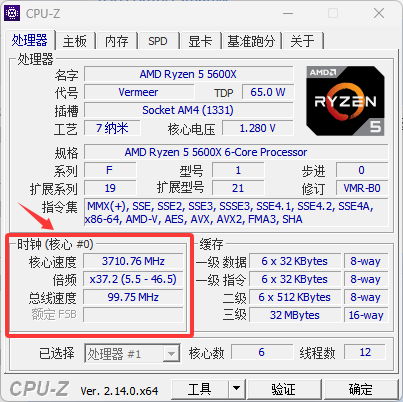 CPU-Z
处理器 主板 内存 SPD 显卡 基准跑分 关于
处理器
名字 AMD Ryzen 5 5600X
代号 Vermeer TDP 65.0 W
插槽 Socket AM4 (1331)
工艺 7 纳米 核心电压 1.280 V
AMD
RYZEN
5
规格 AMD Ryzen 5 5600X 6-Core Processor
系列 F 型号 1 步进 0
扩展系列 19 扩展型号 21 修订 VMR-B0
指令集 MMX(+), SSE, SSE2, SSE3, SSSE3, SSE4.1, SSE4.2, SSE4A,
x86-64, AMD-V, AES, AVX, AVX2, FMA3, SHA
时钟 (核心 #0)
核心速度 3710.76 MHz
倍频 x37.2 (5.5 - 46.5)
总线速度 99.75 MHz
额定 FSB
缓存
一级 数据 6 x 32 KBytes 8-way
一级 指令 6 x 32 KBytes 8-way
二级 6 x 512 KBytes 8-way
三级 32 MBytes 16-way
已选择 处理器 #1 核心数 6 线程数 12
CPU-Z Ver. 2.14.0.x64 工具 验证 确定